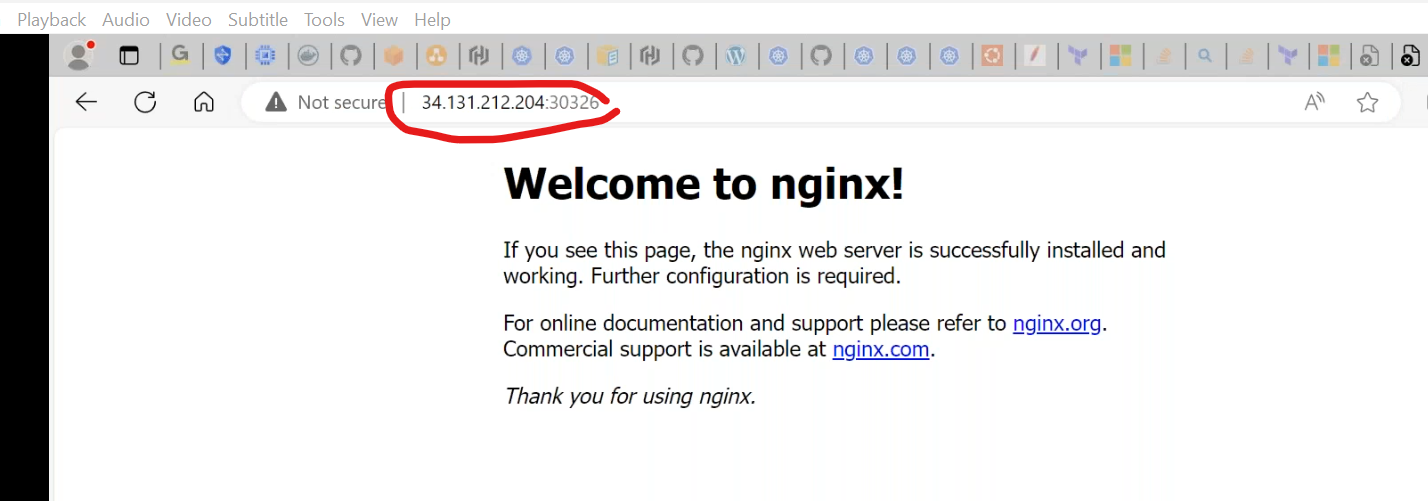 Playback Audio Video Subtitle Tools View Help
Not secure 34.131.212.204:30326
Welcome to nginx!
If you see this page, the nginx web server is successfully installed and
working. Further configuration is required.
For online documentation and support please refer to nginx.org.
Commercial support is available at nginx.com.
Thank you for using nginx.